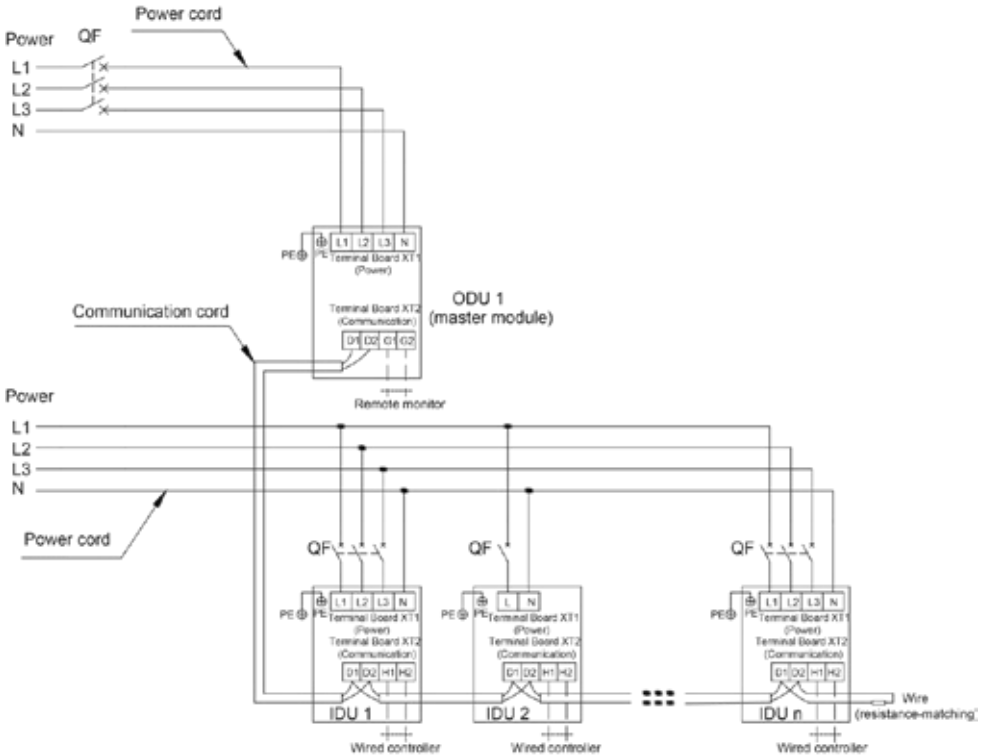 Power cord
Power QF
L1
L2
L3
N
PE PE L1 L2 L3 N
Terminal Board XT1
(Power)
Terminal Board XT2
(Communication)
D1 D2 G1 G2
ODU 1
(master module)
Communication cord
Remote monitor
Power
L1
L2
L3
N
Power cord
QF QF QF
PE PE L1 L2 L3 N
Terminal Board XT1
(Power)
Terminal Board XT2
(Communication)
D1 D2 H1 H2
IDU 1
Wired controller
PE PE L N
Terminal Board XT1
(Power)
Terminal Board XT2
(Communication)
D1 D2 H1 H2
IDU 2
Wired controller
PE PE L1 L2 L3 N
Terminal Board XT1
(Power)
Terminal Board XT2
(Communication)
D1 D2 H1 H2
IDU n
Wired controller
Wire
(resistance-matching)